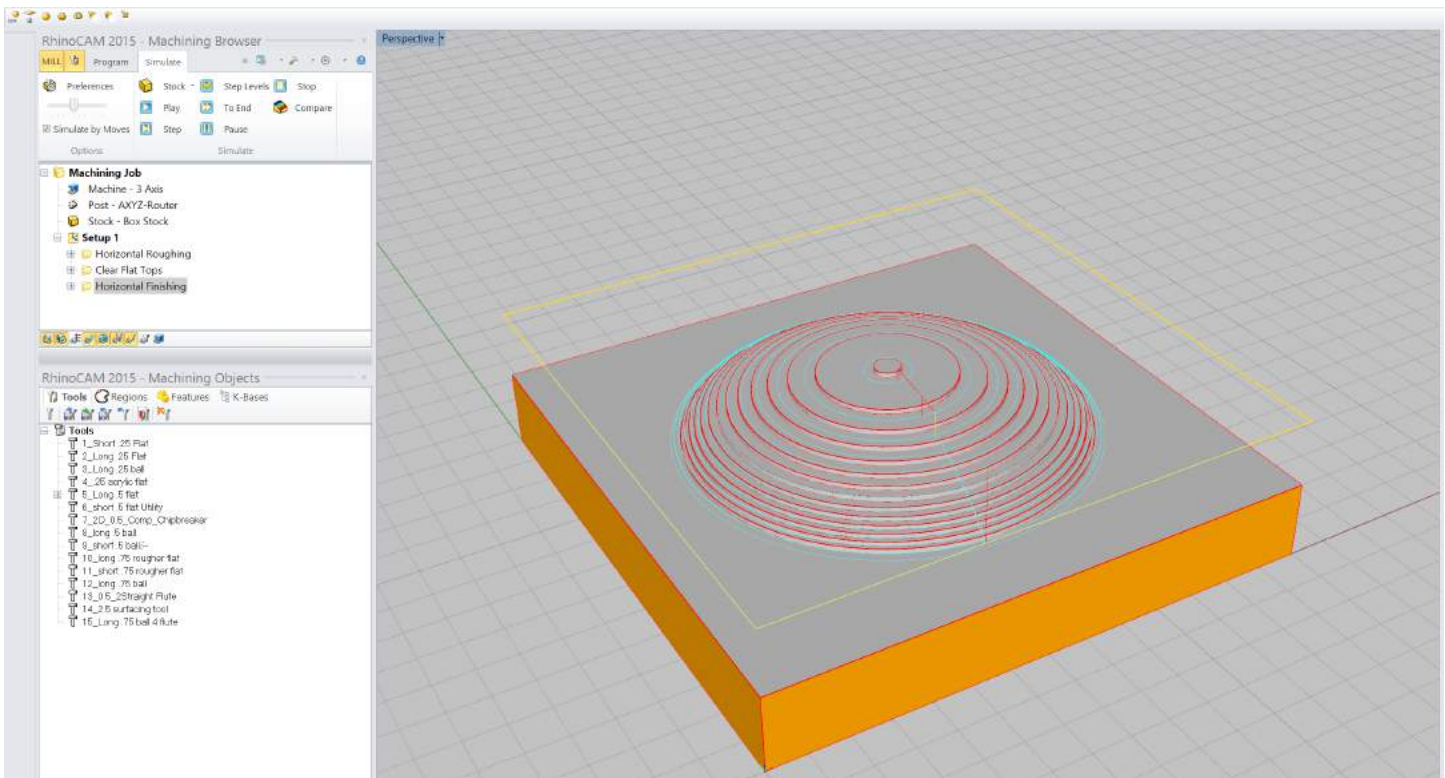 Perspective
RhinoCAM 2015 - Machining Browser
MILL Program Simulate
Preferences Stock Step Levels Stop
Play To End Compare
Simulate by Moves Step Pause
Options Simulate
Machining Job
Machine - 3 Axis
Post - AXYZ-Router
Stock - Box Stock
Setup 1
Horizontal Roughing
Clear Flat Tops
Horizontal Finishing
RhinoCAM 2015 - Machining Objects
Tools Regions Features K-Bases
Tools
1_Short .25 Flat
2_Long .25 Flat
3_Long .25 ball
4_.25 acrylic flat
5_Long .5 flat
6_short .5 flat Utility
7_2D_0.5_Comp_Chipbreaker
8_long .5 ball
9_short .5 ball
10_long .75 rougher flat
11_short .75 rougher flat
12_long .75 ball
13_0.5_2Straight Flute
14_2.5 surfacing tool
15_Long .75 ball 4 flute